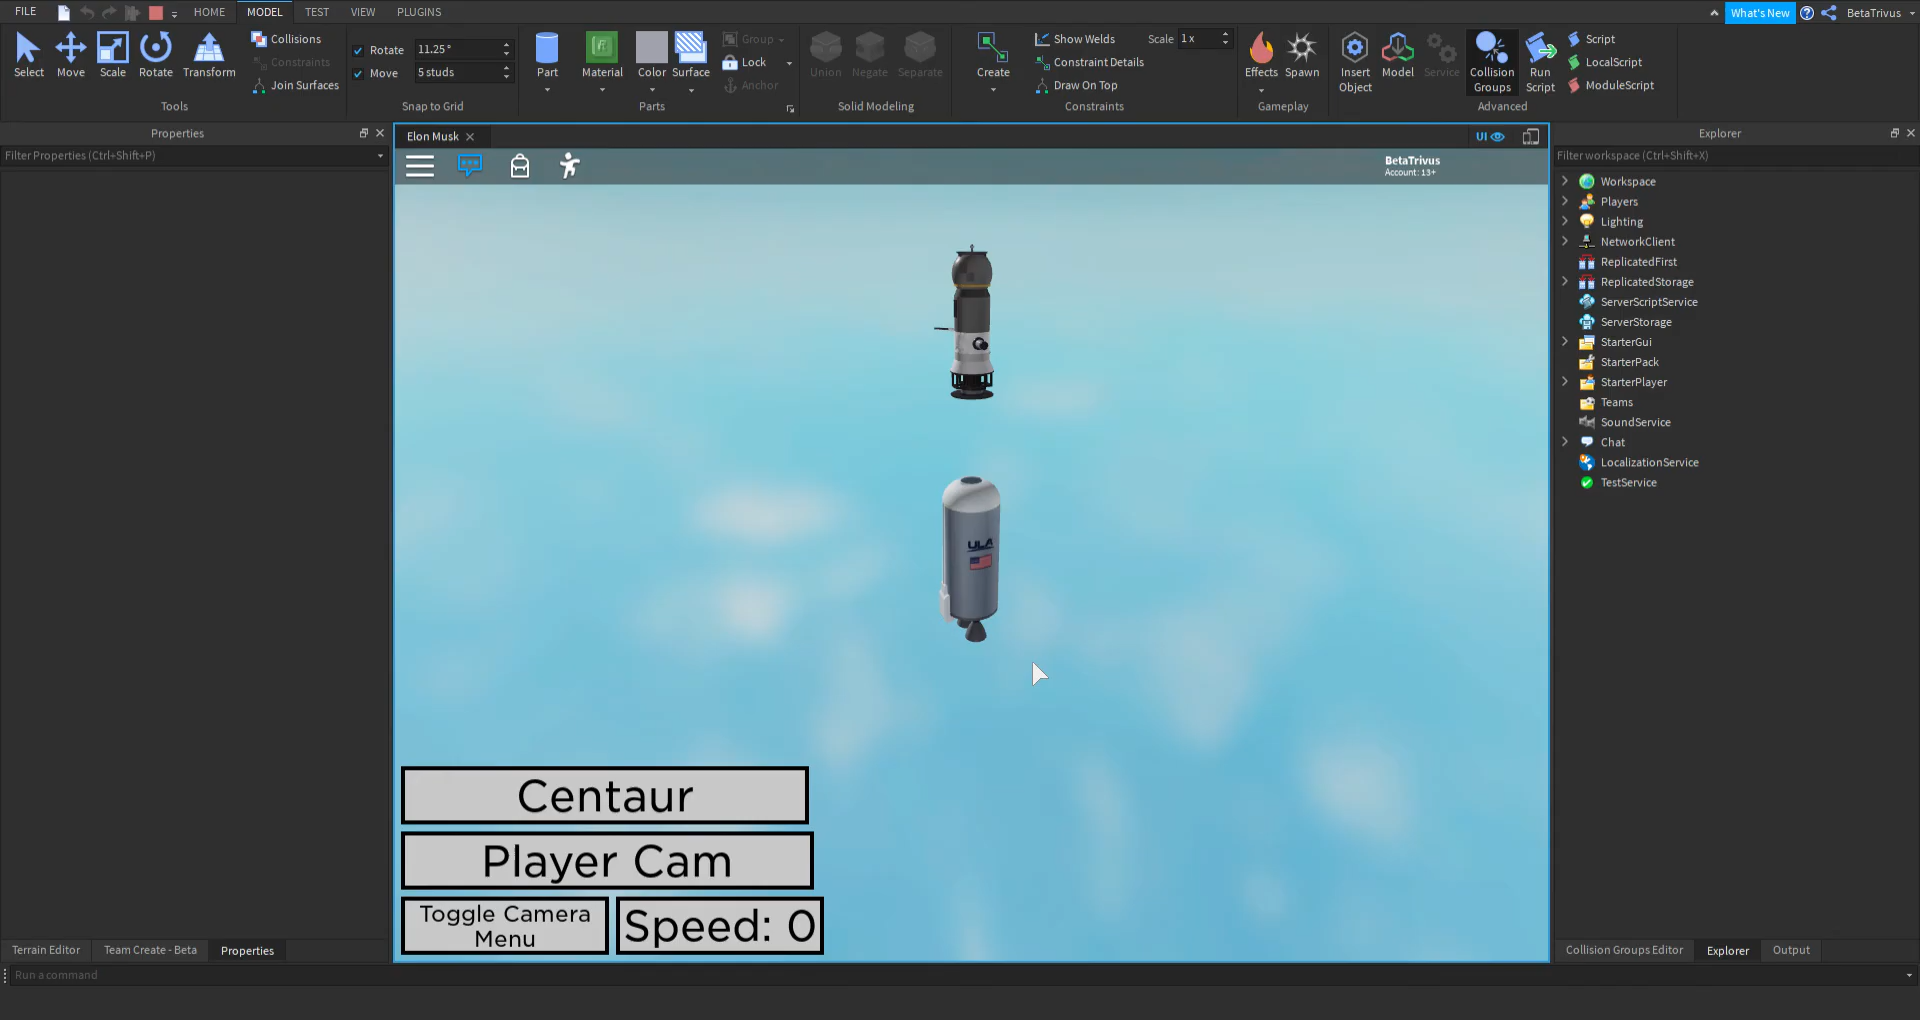 FILE
HOME
MODEL
TEST
VIEW
PLUGINS
What's New
BetaTrivus
Select
Move
Scale
Rotate
Transform
Collisions
Constraints
Join Surfaces
Tools
Rotate
11.25°
Move
5 studs
Snap to Grid
Part
Material
Color
Surface
Group
Lock
Anchor
Parts
Union
Negate
Separate
Solid Modeling
Create
Show Welds
Scale
1 x
Constraint Details
Draw On Top
Constraints
Effects
Spawn
Gameplay
Insert
Object
Model
Service
Collision
Groups
Run
Script
Script
LocalScript
ModuleScript
Advanced
Properties
Filter Properties (Ctrl+Shift+P)
Elon Musk
UI
BetaTrivus
Account: 13+
ULA
Centaur
Player Cam
Toggle Camera
Menu
Speed: 0
Explorer
Filter workspace (Ctrl+Shift+X)
Workspace
Players
Lighting
NetworkClient
ReplicatedFirst
ReplicatedStorage
ServerScriptService
ServerStorage
StarterGui
StarterPack
StarterPlayer
Teams
SoundService
Chat
LocalizationService
TestService
Terrain Editor
Team Create - Beta
Properties
Collision Groups Editor
Explorer
Output
Run a command